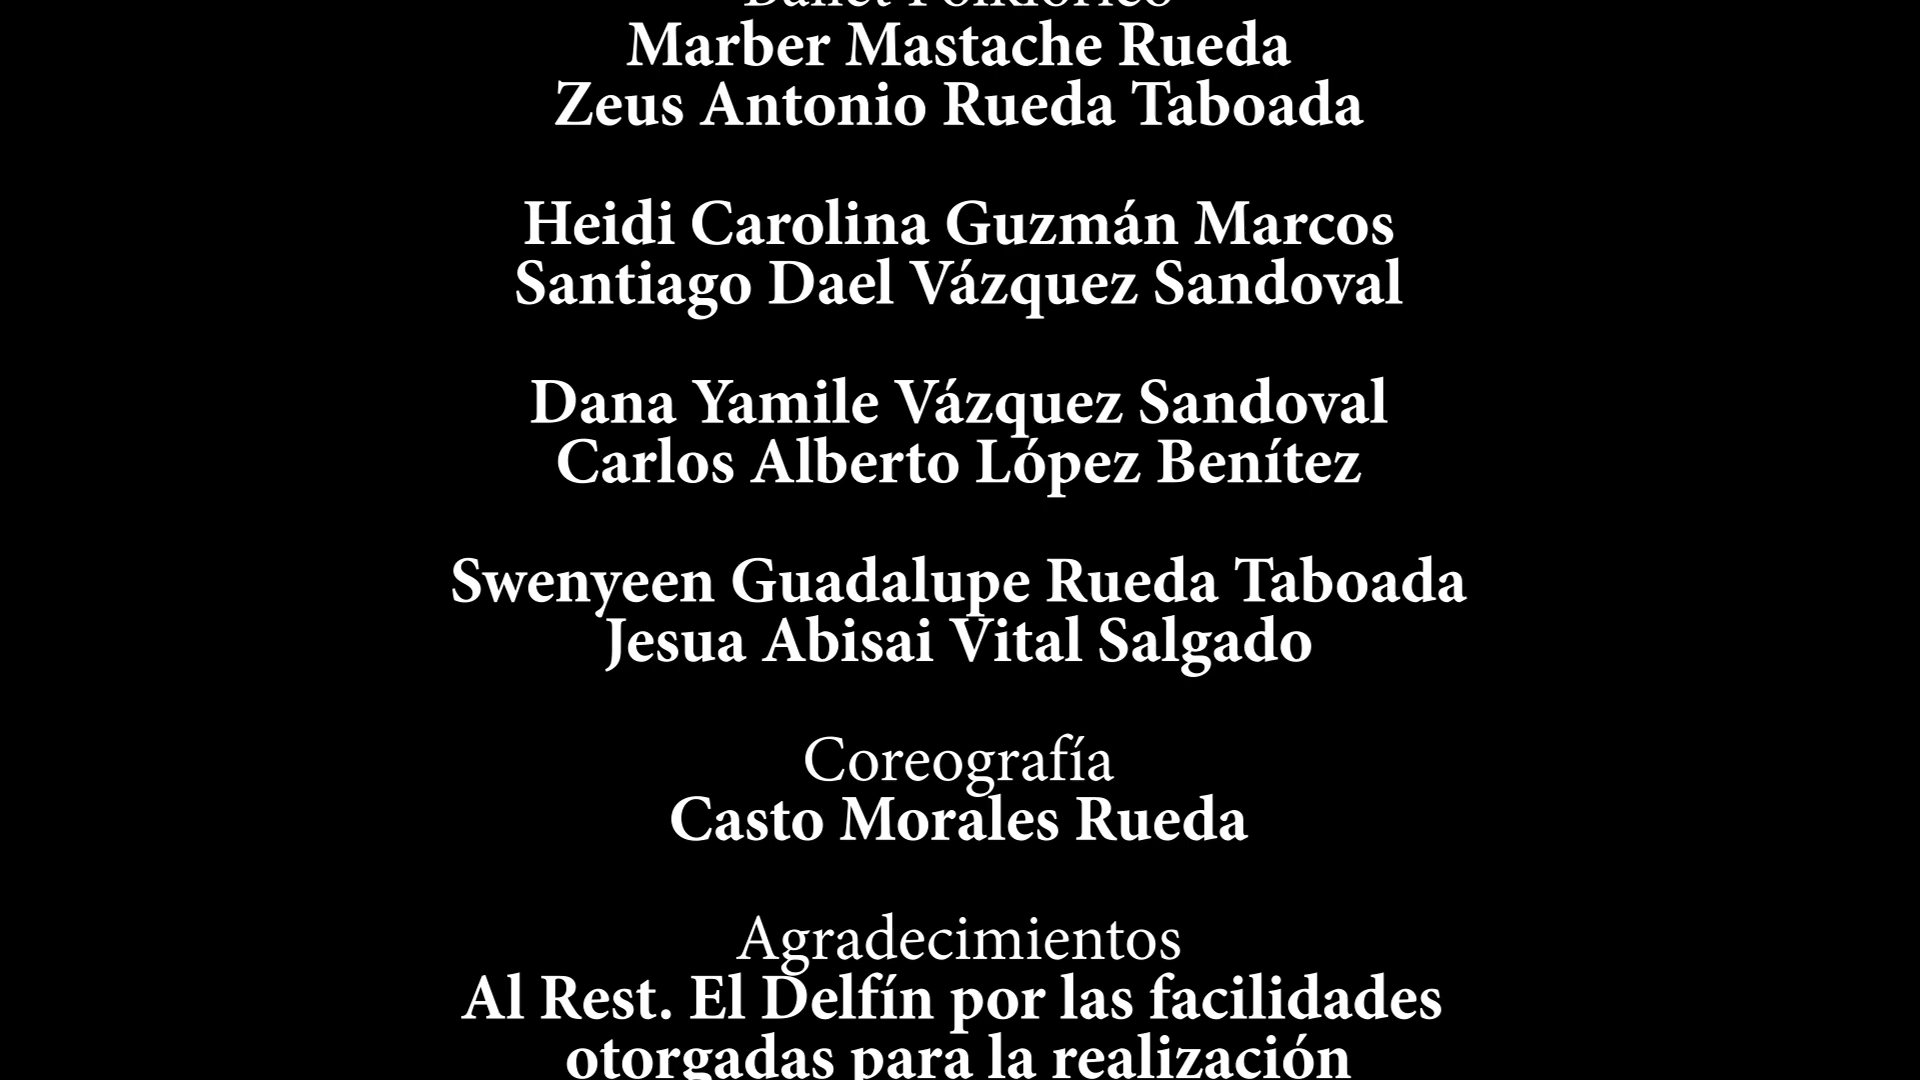 Ballet Folklórico
Marber Mastache Rueda
Zeus Antonio Rueda Taboada
Heidi Carolina Guzmán Marcos
Santiago Dael Vázquez Sandoval
Dana Yamile Vázquez Sandoval
Carlos Alberto López Benítez
Swenyeen Guadalupe Rueda Taboada
Jesua Abisai Vital Salgado
Coreografía
Casto Morales Rueda
Agradecimientos
Al Rest. El Delfín por las facilidades
otorgadas para la realización